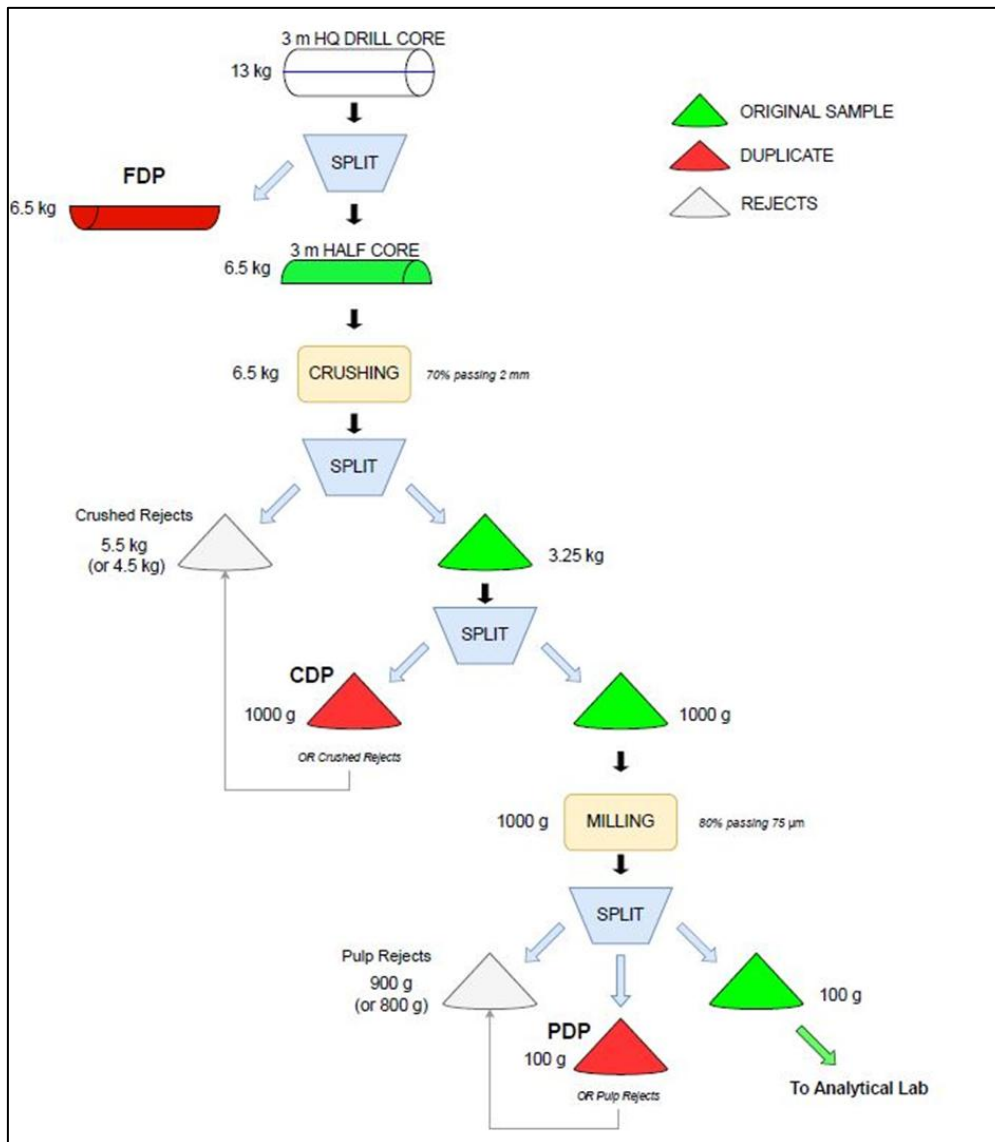 3 m HQ DRILL CORE
13 kg
SPLIT
ORIGINAL SAMPLE
DUPLICATE
REJECTS
FDP
6.5 kg
3 m HALF CORE
6.5 kg
6.5 kg
CRUSHING
70% passing 2 mm
SPLIT
Crushed Rejects
5.5 kg
(or 4.5 kg)
3.25 kg
SPLIT
CDP
1000 g
OR Crushed Rejects
1000 g
1000 g
MILLING
80% passing 75 µm
SPLIT
Pulp Rejects
900 g
(or 800 g)
100 g
PDP
100 g
OR Pulp Rejects
To Analytical Lab